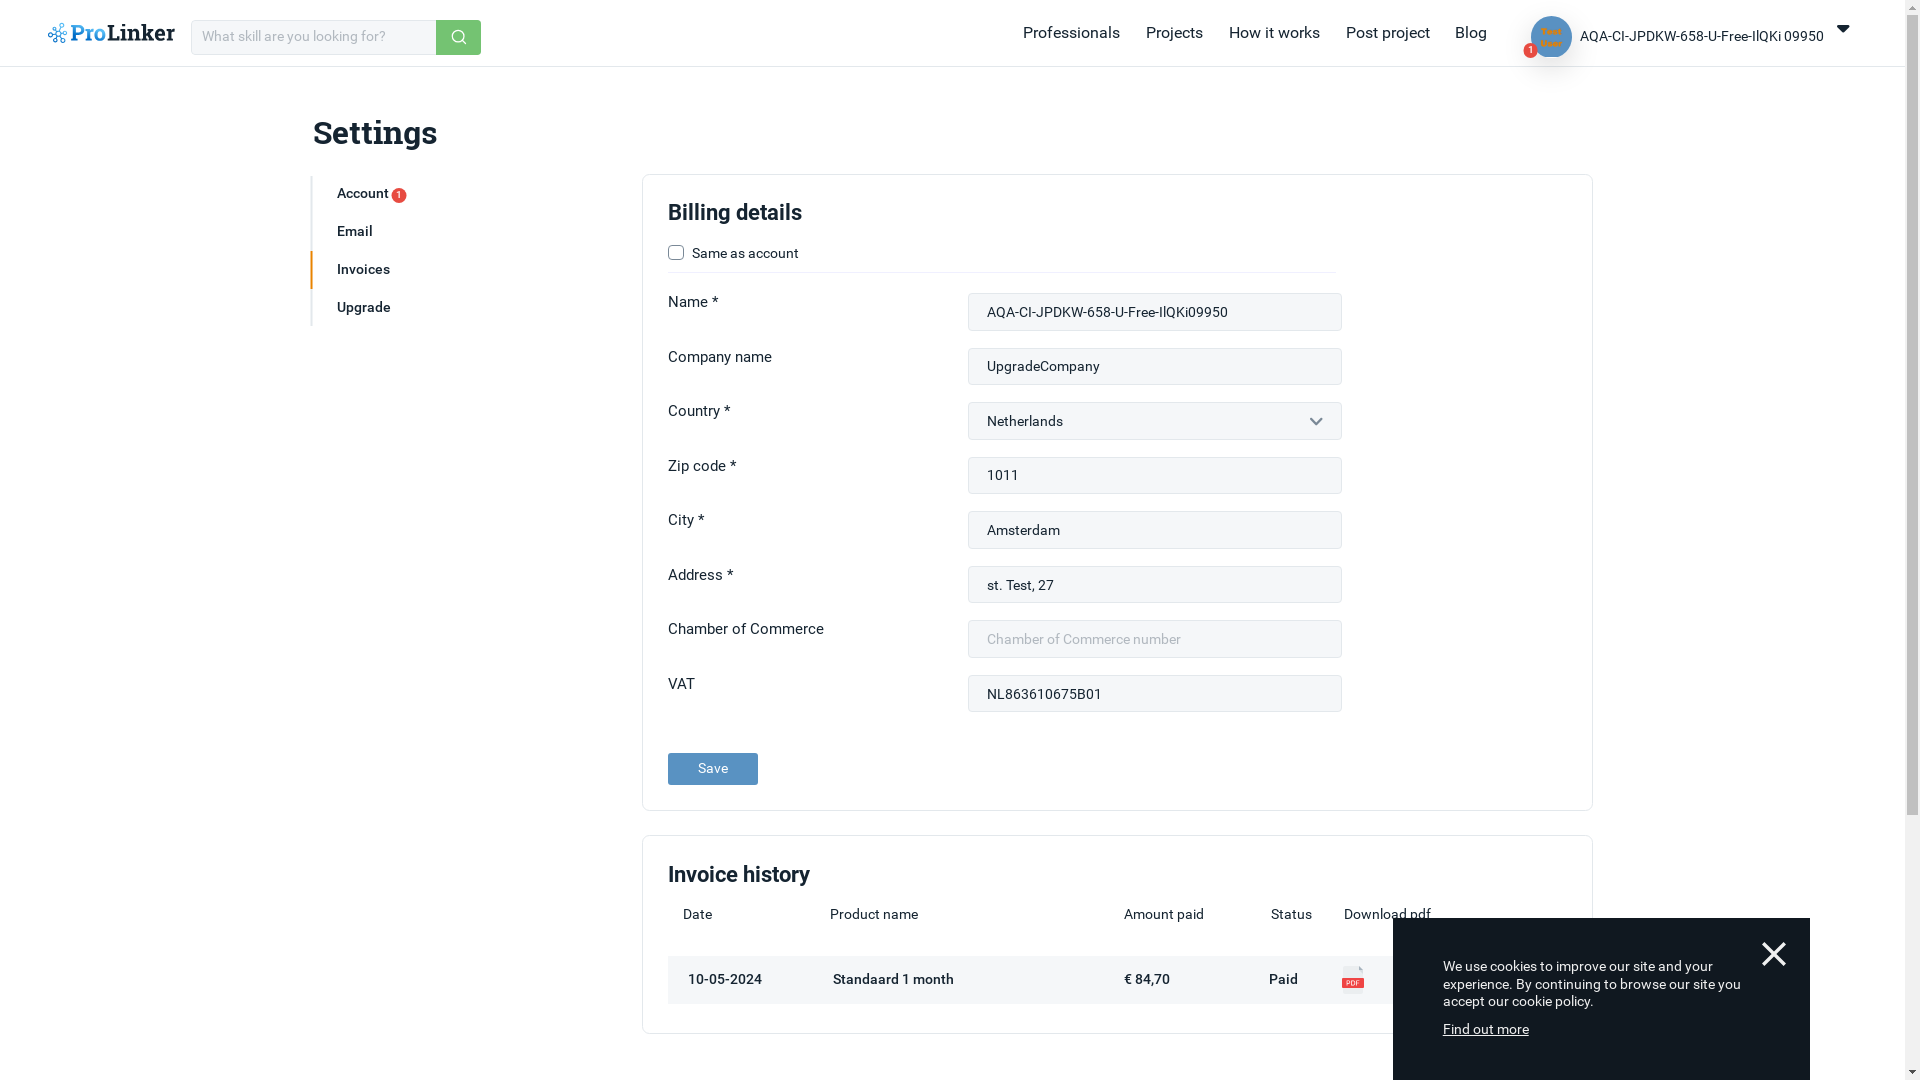 ProLinker
What skill are you looking for?
Professionals
Projects
How it works
Post project
Blog
Test
User
1
AQA-CI-JPDKW-658-U-Free-IlQKi 09950
Settings
Account 1
Email
Invoices
Upgrade
Billing details
Same as account
Name *
AQA-CI-JPDKW-658-U-Free-IlQKi09950
Company name
UpgradeCompany
Country *
Netherlands
Zip code *
1011
City *
Amsterdam
Address *
st. Test, 27
Chamber of Commerce
Chamber of Commerce number
VAT
NL863610675B01
Save
Invoice history
Date
Product name
Amount paid
Status
Download pdf
10-05-2024
Standaard 1 month
€ 84,70
Paid
PDF
We use cookies to improve our site and your
experience. By continuing to browse our site you
accept our cookie policy.
Find out more